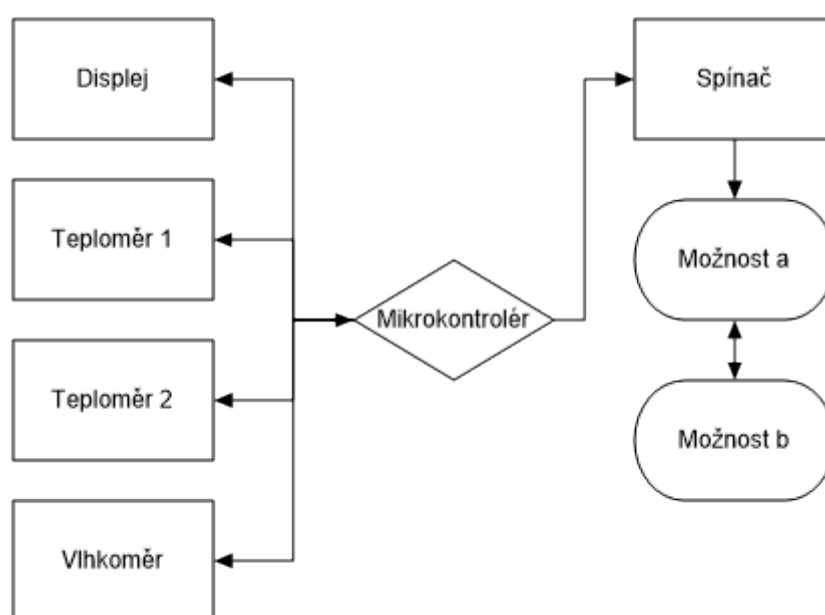 Displej
Teploměr 1
Teploměr 2
Vlhkoměr
Mikrokontrolér
Spínač
Možnost a
Možnost b